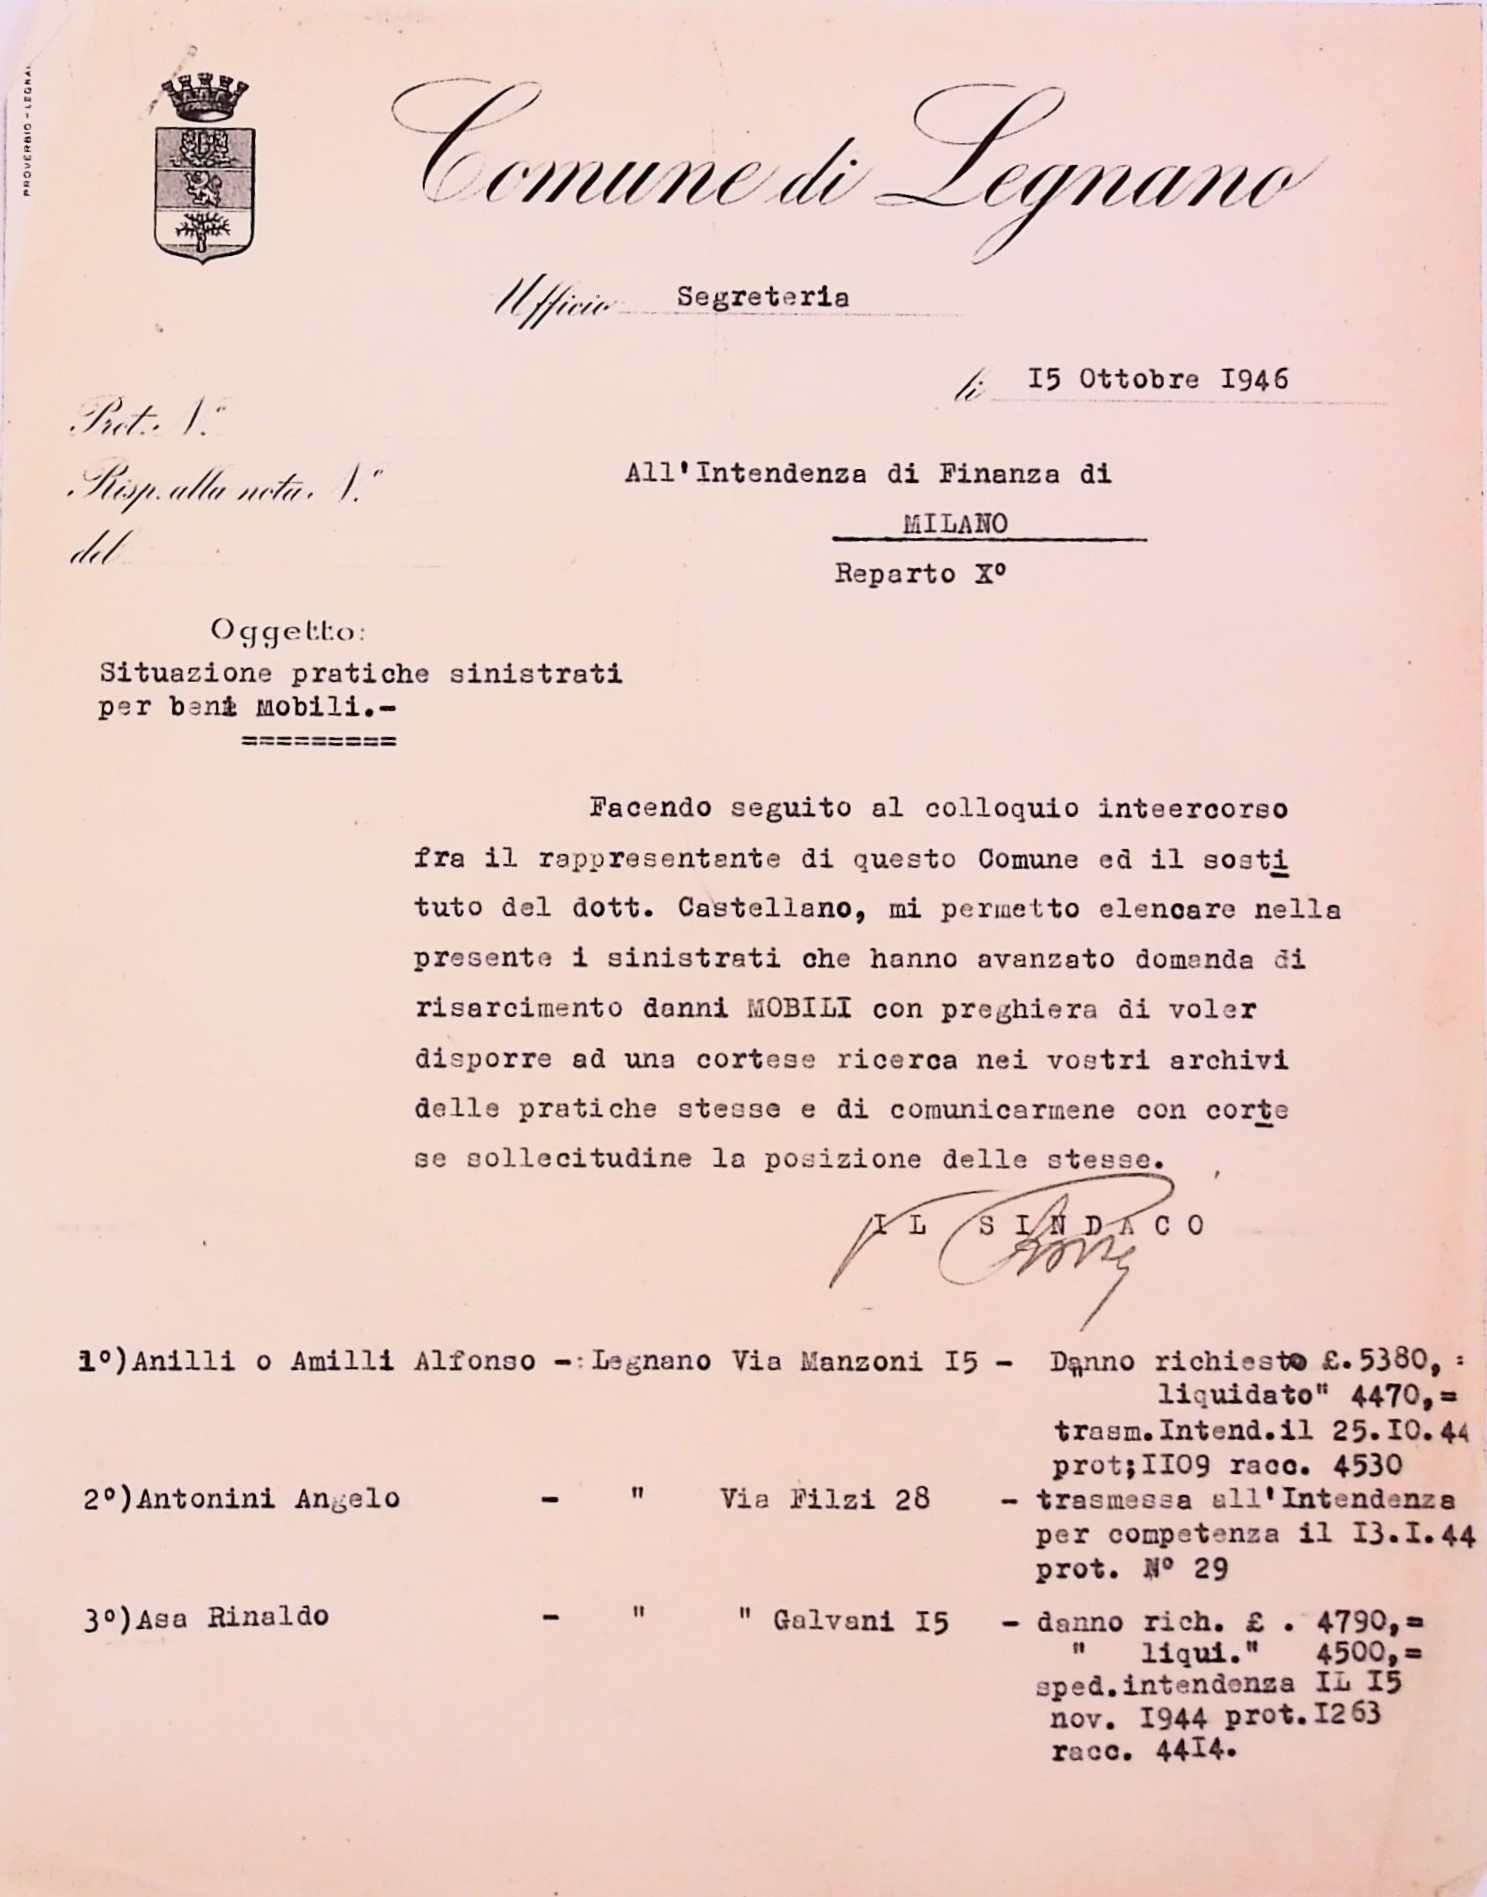 PROVERBIO - LEGNA
Comune di Legnano
Ufficio Segreteria
li I5 Ottobre I946
Prot. N.°
Risp. alla nota N.°
del
All'Intendenza di Finanza di
MILANO
Reparto X°
Oggetto:
Situazione pratiche sinistrati
per beni Mobili.-
=========
Facendo seguito al colloquio inteercorso
fra il rappresentante di questo Comune ed il sosti
tuto del dott. Castellano, mi permetto elencare nella
presente i sinistrati che hanno avanzato domanda di
risarcimento danni MOBILI con preghiera di voler
disporre ad una cortese ricerca nei vostri archivi
delle pratiche stesse e di comunicarmene con corte
se sollecitudine la posizione delle stesse.
IL SINDACO
1°)Anilli o Amilli Alfonso -:Legnano Via Manzoni I5 - Danno richiesto £.5380,=
" liquidato" 4470,=
trasm.Intend.il 25.IO.44
prot;IIO9 racc. 4530
2°)Antonini Angelo - " Via Filzi 28 - trasmessa all'Intendenza
per competenza il I3.I.44
prot. N° 29
3°)Asa Rinaldo - " " Galvani I5 - danno rich. £ . 4790,=
" liqui." 4500,=
sped.intendenza IL I5
nov. I944 prot.I263
racc. 44I4.